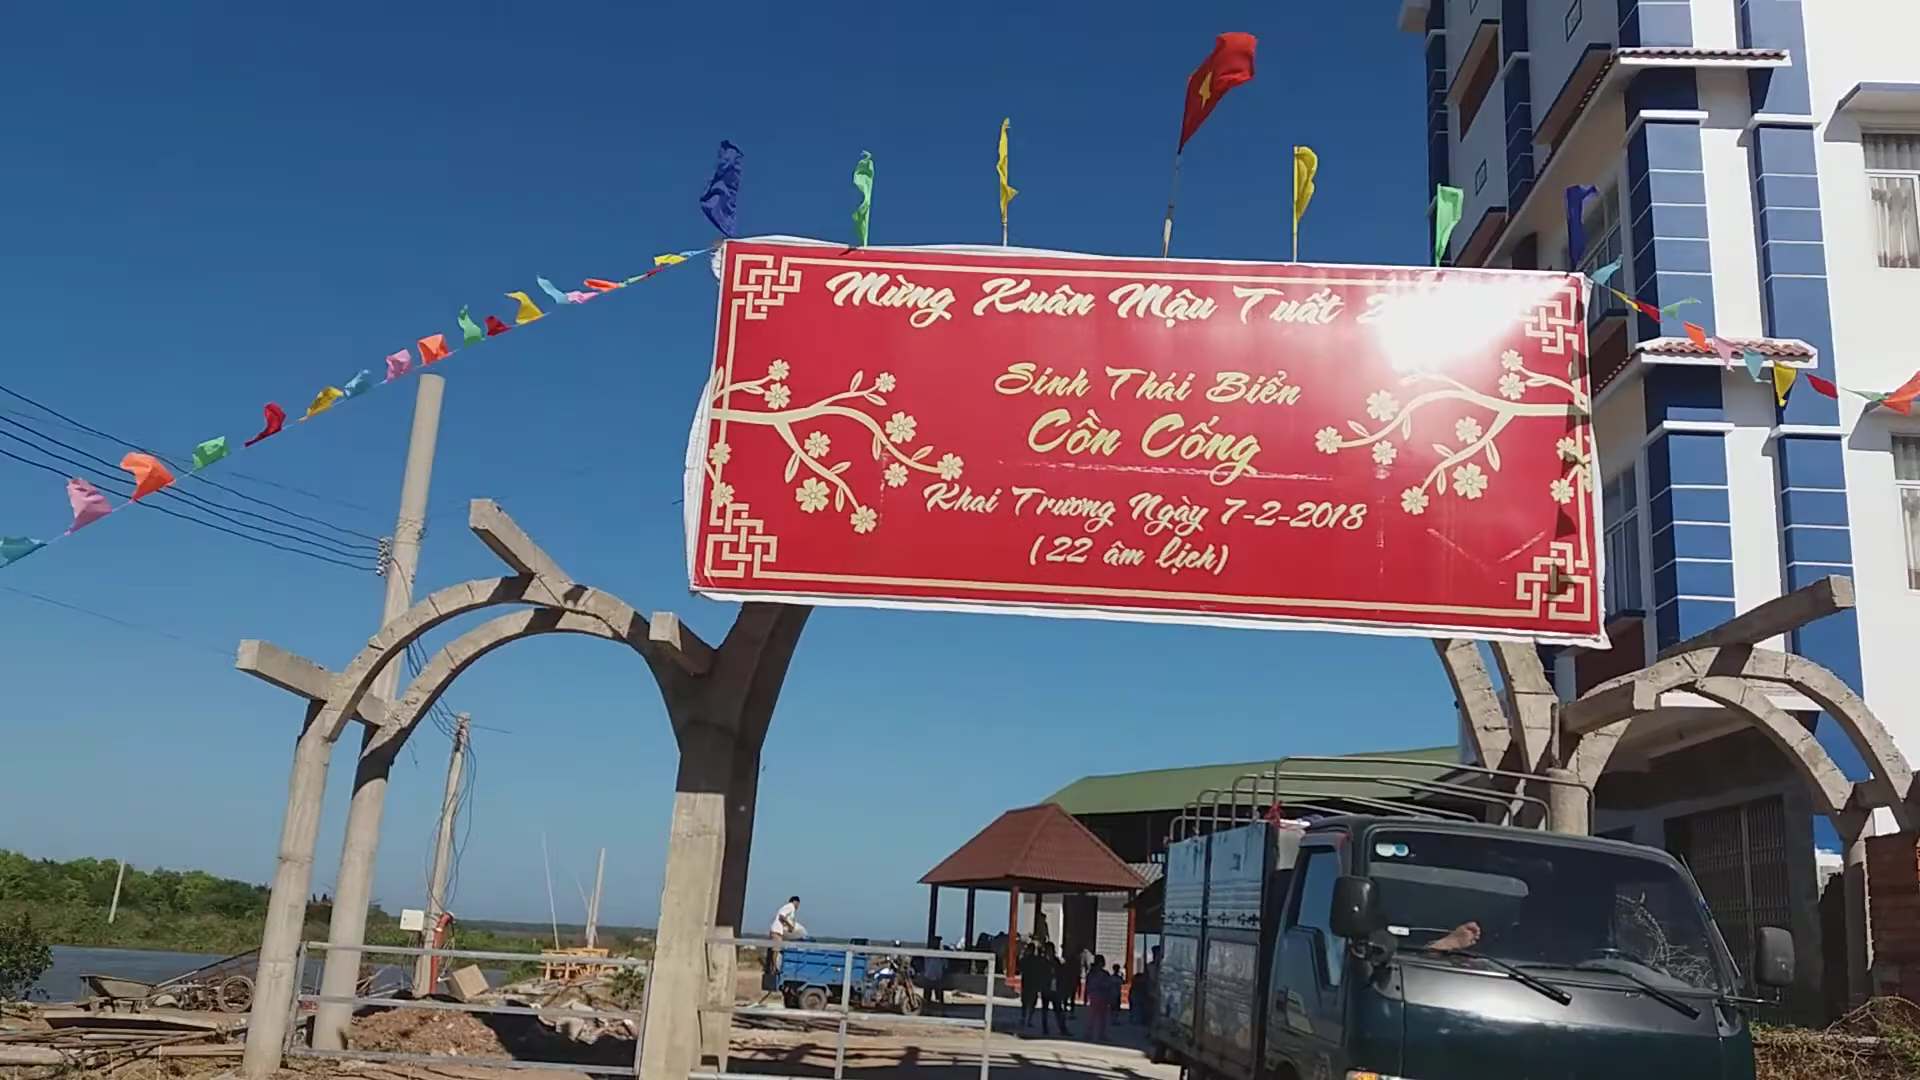 Mừng Xuân Mậu Tuất
Sinh Thái Biển
Cồn Cống
Khai Trương Ngày 7-2-2018
(22 âm lịch)